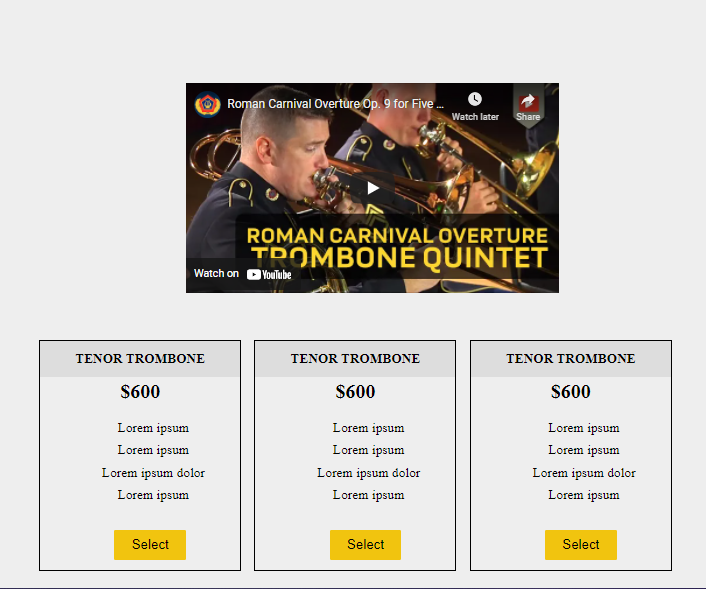 Roman Carnival Overture Op. 9 for Five ...
Watch later
Share
ROMAN CARNIVAL OVERTURE
TROMBONE QUINTET
Watch on YouTube
TENOR TROMBONE
$600
Lorem ipsum
Lorem ipsum
Lorem ipsum dolor
Lorem ipsum
Select
TENOR TROMBONE
$600
Lorem ipsum
Lorem ipsum
Lorem ipsum dolor
Lorem ipsum
Select
TENOR TROMBONE
$600
Lorem ipsum
Lorem ipsum
Lorem ipsum dolor
Lorem ipsum
Select